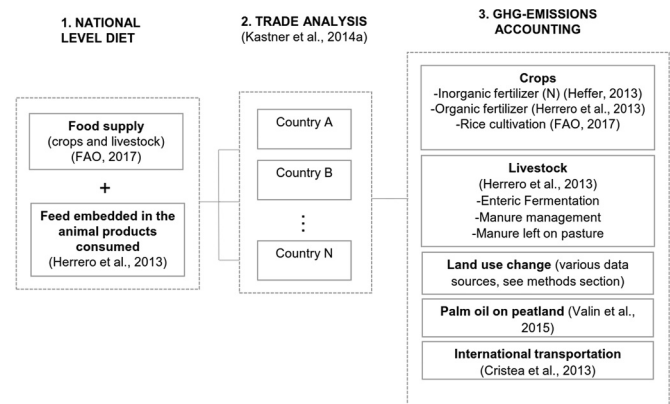 1. NATIONAL
LEVEL DIET
Food supply
(crops and livestock)
(FAO, 2017)
+
Feed embedded in the
animal products
consumed
(Herrero et al., 2013)
2. TRADE ANALYSIS
(Kastner et al., 2014a)
Country A
Country B
⋮
Country N
3. GHG-EMISSIONS
ACCOUNTING
Crops
-Inorganic fertilizer (N) (Heffer, 2013)
-Organic fertilizer (Herrero et al., 2013)
-Rice cultivation (FAO, 2017)
Livestock
(Herrero et al., 2013)
-Enteric Fermentation
-Manure management
-Manure left on pasture
Land use change (various data
sources, see methods section)
Palm oil on peatland (Valin et al.,
2015)
International transportation
(Cristea et al., 2013)